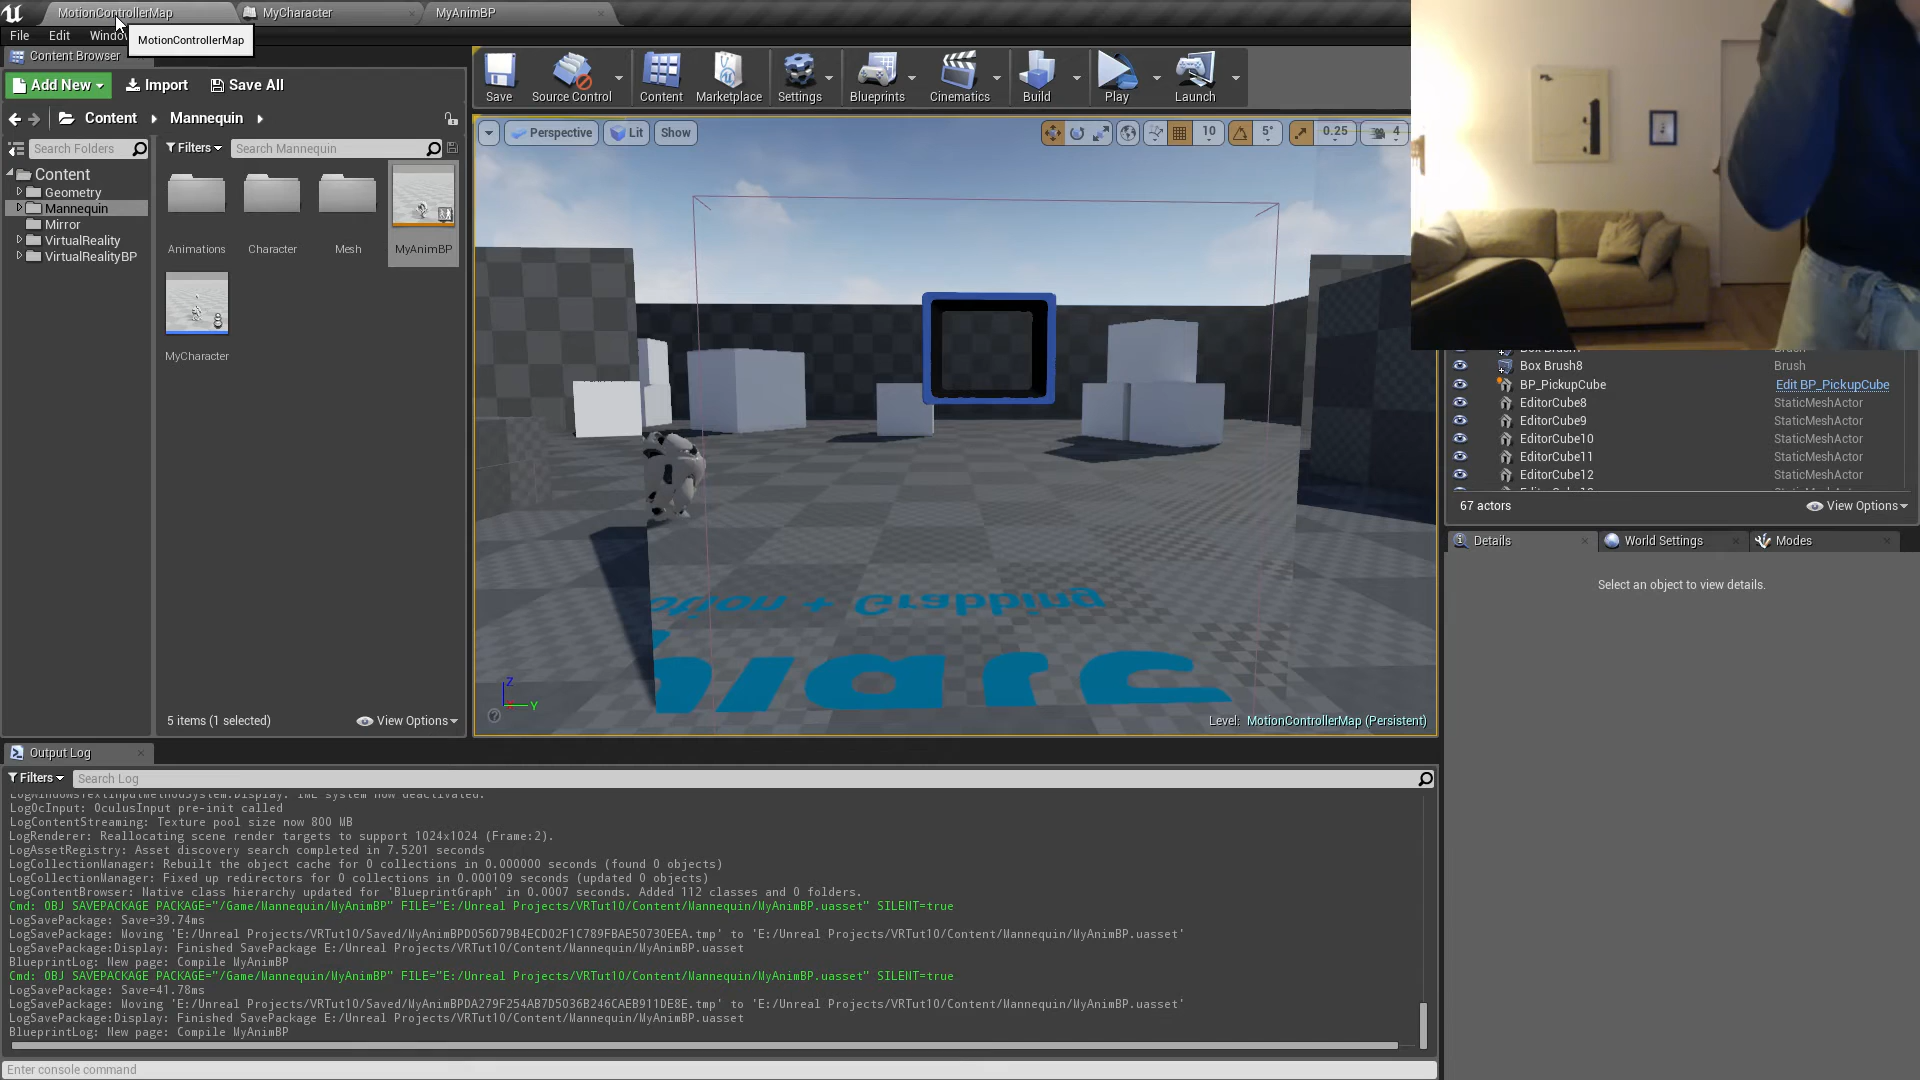 MotionControllerMap
MyCharacter
MyAnimBP
File
Edit
MotionControllerMap
Content Browser
Add New
Import
Save All
Save
Source Control
Content
Marketplace
Settings
Blueprints
Cinematics
Build
Play
Launch
Content
Mannequin
Search Folders
Filters
Search Mannequin
Perspective
Lit
Show
10
5°
0.25
4
Content
Geometry
Mannequin
Mirror
VirtualReality
VirtualRealityBP
Animations
Character
Mesh
MyAnimBP
MyCharacter
5 items (1 selected)
View Options
Z
Y
Level: MotionControllerMap (Persistent)
Box Brush8
Brush
BP_PickupCube
Edit BP_PickupCube
EditorCube8
StaticMeshActor
EditorCube9
StaticMeshActor
EditorCube10
StaticMeshActor
EditorCube11
StaticMeshActor
EditorCube12
StaticMeshActor
67 actors
View Options
Details
World Settings
Modes
Select an object to view details.
Output Log
Filters
Search Log
LogOcInput: OculusInput pre-init called
LogContentStreaming: Texture pool size now 800 MB
LogRenderer: Reallocating scene render targets to support 1024x1024 (Frame:2).
LogAssetRegistry: Asset discovery search completed in 7.5201 seconds
LogCollectionManager: Rebuilt the object cache for 0 collections in 0.000000 seconds (found 0 objects)
LogCollectionManager: Fixed up redirectors for 0 collections in 0.000109 seconds (updated 0 objects)
LogContentBrowser: Native class hierarchy updated for 'BlueprintGraph' in 0.0007 seconds. Added 112 classes and 0 folders.
Cmd: OBJ SAVEPACKAGE PACKAGE="/Game/Mannequin/MyAnimBP" FILE="E:/Unreal Projects/VRTut10/Content/Mannequin/MyAnimBP.uasset" SILENT=true
LogSavePackage: Save=39.74ms
LogSavePackage: Moving 'E:/Unreal Projects/VRTut10/Saved/MyAnimBPD056D79B4ECD02F1C789FBAE50730EEA.tmp' to 'E:/Unreal Projects/VRTut10/Content/Mannequin/MyAnimBP.uasset'
LogSavePackage:Display: Finished SavePackage E:/Unreal Projects/VRTut10/Content/Mannequin/MyAnimBP.uasset
BlueprintLog: New page: Compile MyAnimBP
Cmd: OBJ SAVEPACKAGE PACKAGE="/Game/Mannequin/MyAnimBP" FILE="E:/Unreal Projects/VRTut10/Content/Mannequin/MyAnimBP.uasset" SILENT=true
LogSavePackage: Save=41.78ms
LogSavePackage: Moving 'E:/Unreal Projects/VRTut10/Saved/MyAnimBPDA279F254AB7D5036B246CAEB911DE8E.tmp' to 'E:/Unreal Projects/VRTut10/Content/Mannequin/MyAnimBP.uasset'
LogSavePackage:Display: Finished SavePackage E:/Unreal Projects/VRTut10/Content/Mannequin/MyAnimBP.uasset
BlueprintLog: New page: Compile MyAnimBP
Enter console command